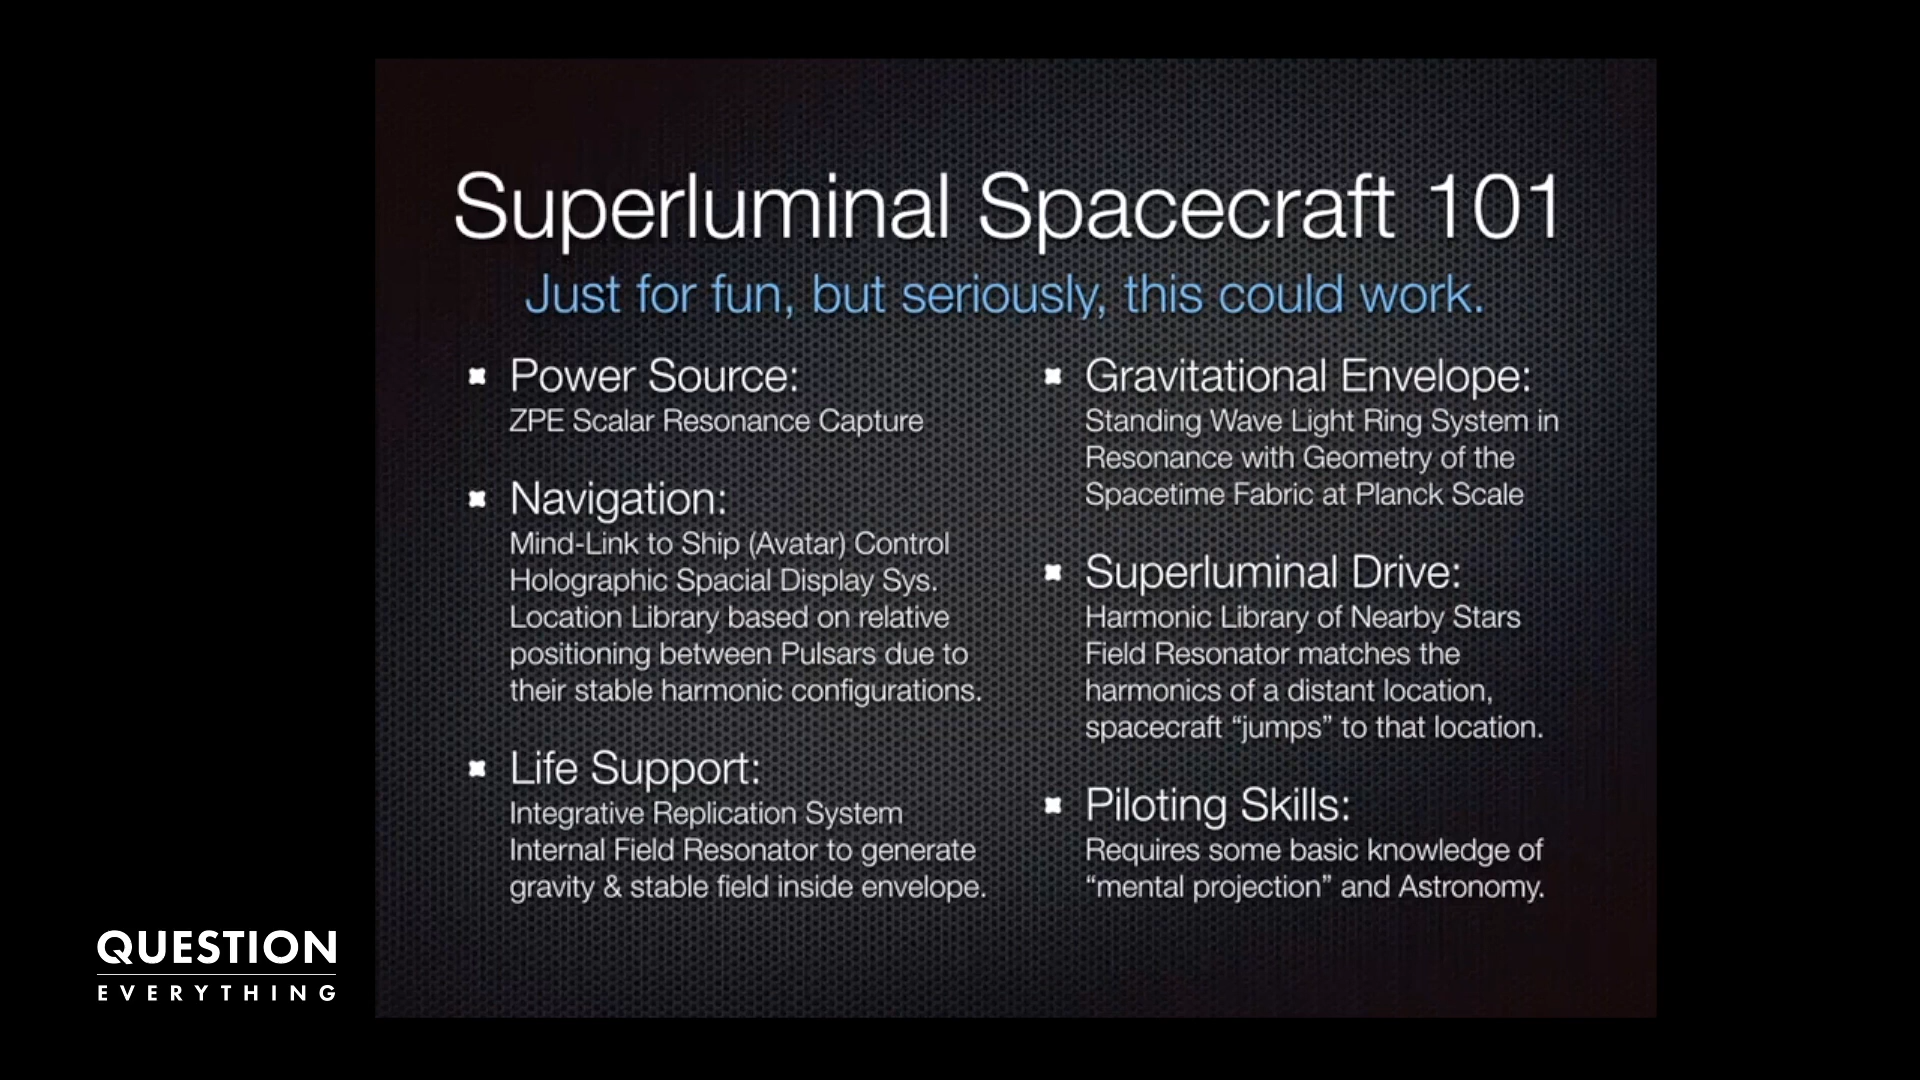 Superluminal Spacecraft 101
Just for fun, but seriously, this could work.
Power Source:
ZPE Scalar Resonance Capture
Navigation:
Mind-Link to Ship (Avatar) Control
Holographic Spacial Display Sys.
Location Library based on relative
positioning between Pulsars due to
their stable harmonic configurations.
Life Support:
Integrative Replication System
Internal Field Resonator to generate
gravity & stable field inside envelope.
Gravitational Envelope:
Standing Wave Light Ring System in
Resonance with Geometry of the
Spacetime Fabric at Planck Scale
Superluminal Drive:
Harmonic Library of Nearby Stars
Field Resonator matches the
harmonics of a distant location,
spacecraft “jumps” to that location.
Piloting Skills:
Requires some basic knowledge of
“mental projection” and Astronomy.
QUESTION
EVERYTHING